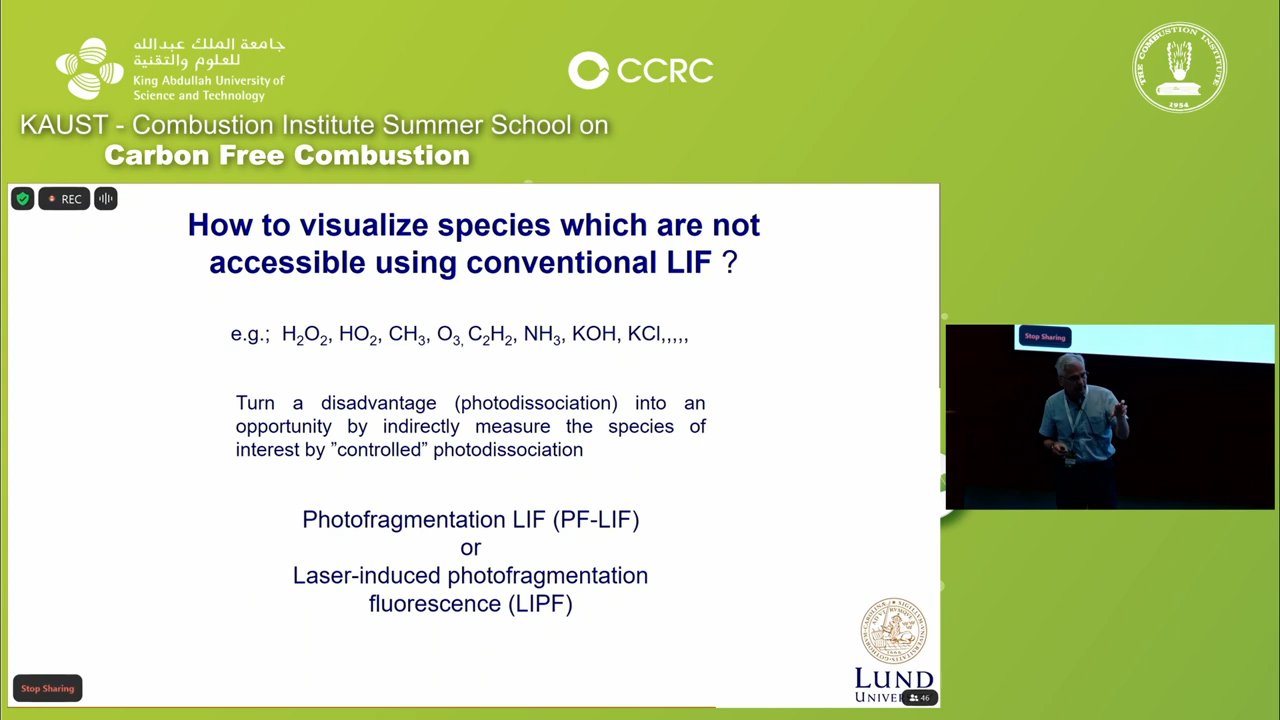 جامعة الملك عبدالله
للعلوم والتقنية
King Abdullah University of
Science and Technology
CCRC
THE COMBUSTION INSTITUTE
1954
KAUST - Combustion Institute Summer School on
Carbon Free Combustion
REC
How to visualize species which are not
accessible using conventional LIF ?
e.g.; H₂O₂, HO₂, CH₃, O₃, C₂H₂, NH₃, KOH, KCl,,,,,
Turn a disadvantage (photodissociation) into an
opportunity by indirectly measure the species of
interest by ”controlled” photodissociation
Photofragmentation LIF (PF-LIF)
or
Laser-induced photofragmentation
fluorescence (LIPF)
Stop Sharing
LUND
46
Stop Sharing